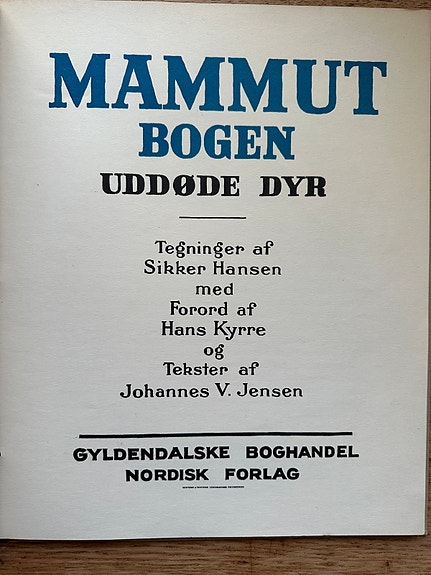 MAMMUT
BOGEN
UDDØDE DYR
Tegninger af
Sikker Hansen
med
Forord af
Hans Kyrre
og
Tekster af
Johannes V. Jensen
GYLDENDALSKE BOGHANDEL
NORDISK FORLAG